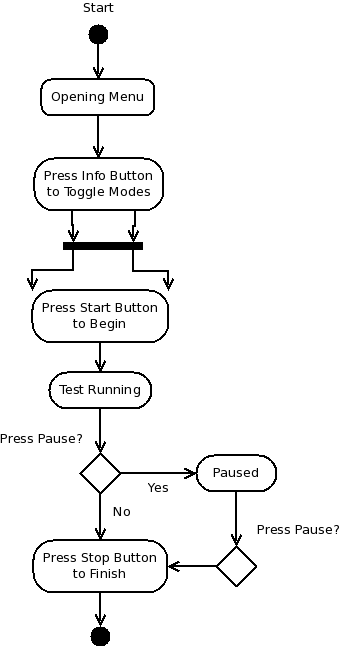 Start
Opening Menu
Press Info Button
to Toggle Modes
Press Start Button
to Begin
Test Running
Press Pause?
Yes
Paused
No
Press Pause?
Press Stop Button
to Finish